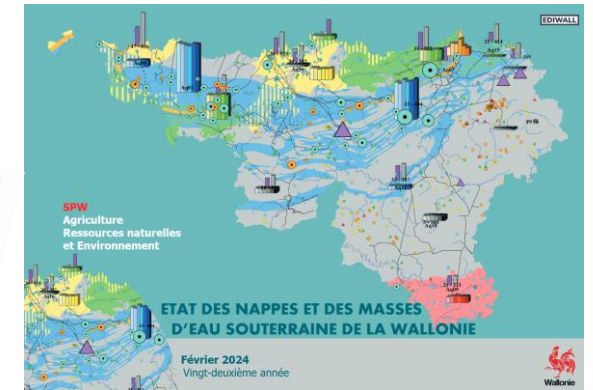 EDIWALL
SPW
Agriculture
Ressources naturelles
et Environnement
ETAT DES NAPPES ET DES MASSES
D'EAU SOUTERRAINE DE LA WALLONIE
Février 2024
Vingt-deuxième année
Wallonie